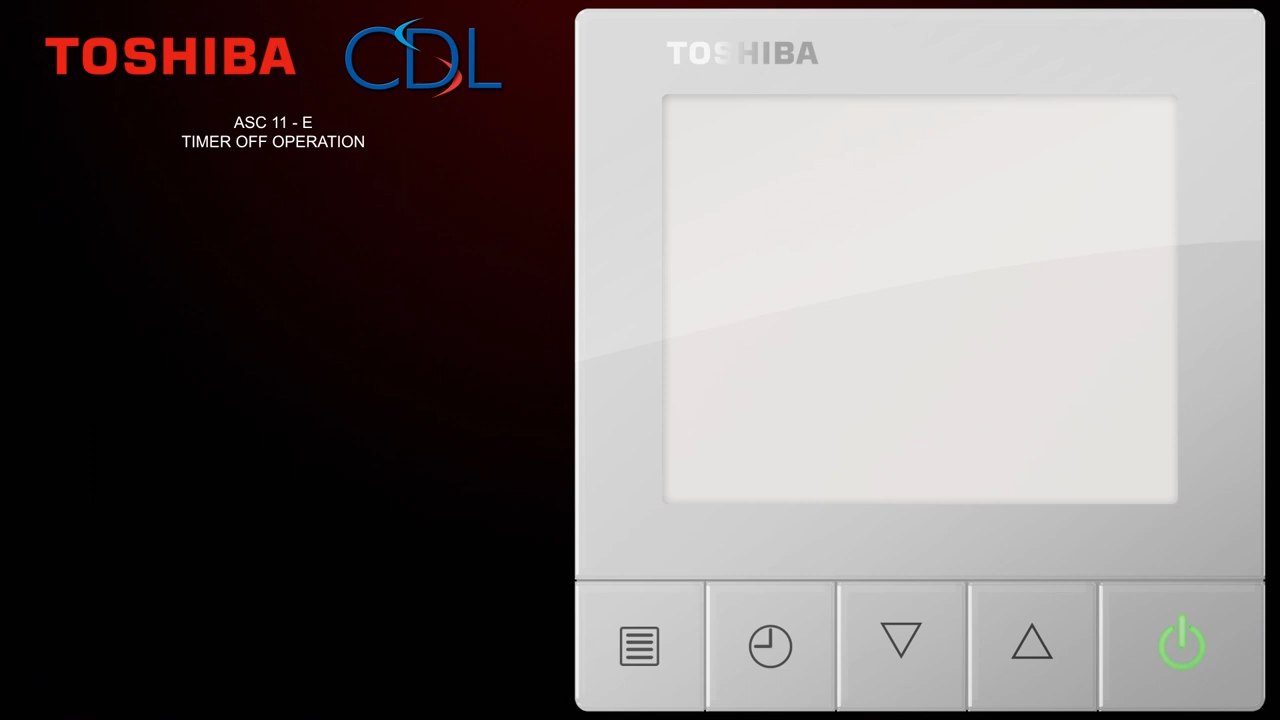 TOSHIBA CDL
ASC 11 - E
TIMER OFF OPERATION
TOSHIBA